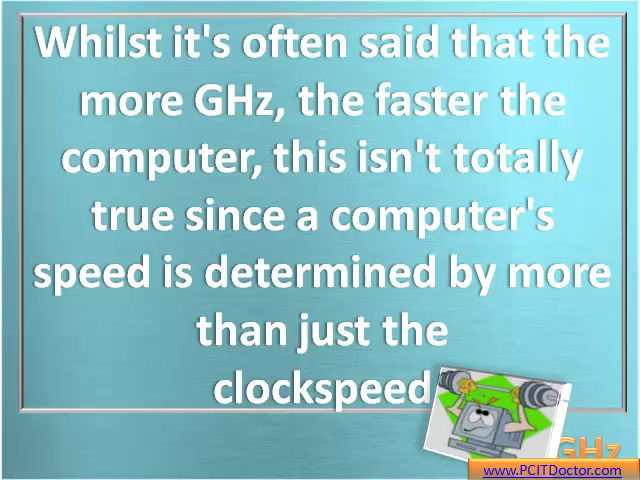 Whilst it's often said that the
more GHz, the faster the
computer, this isn't totally
true since a computer's
speed is determined by more
than just the
clockspeed
GHz
www.PCITDoctor.com